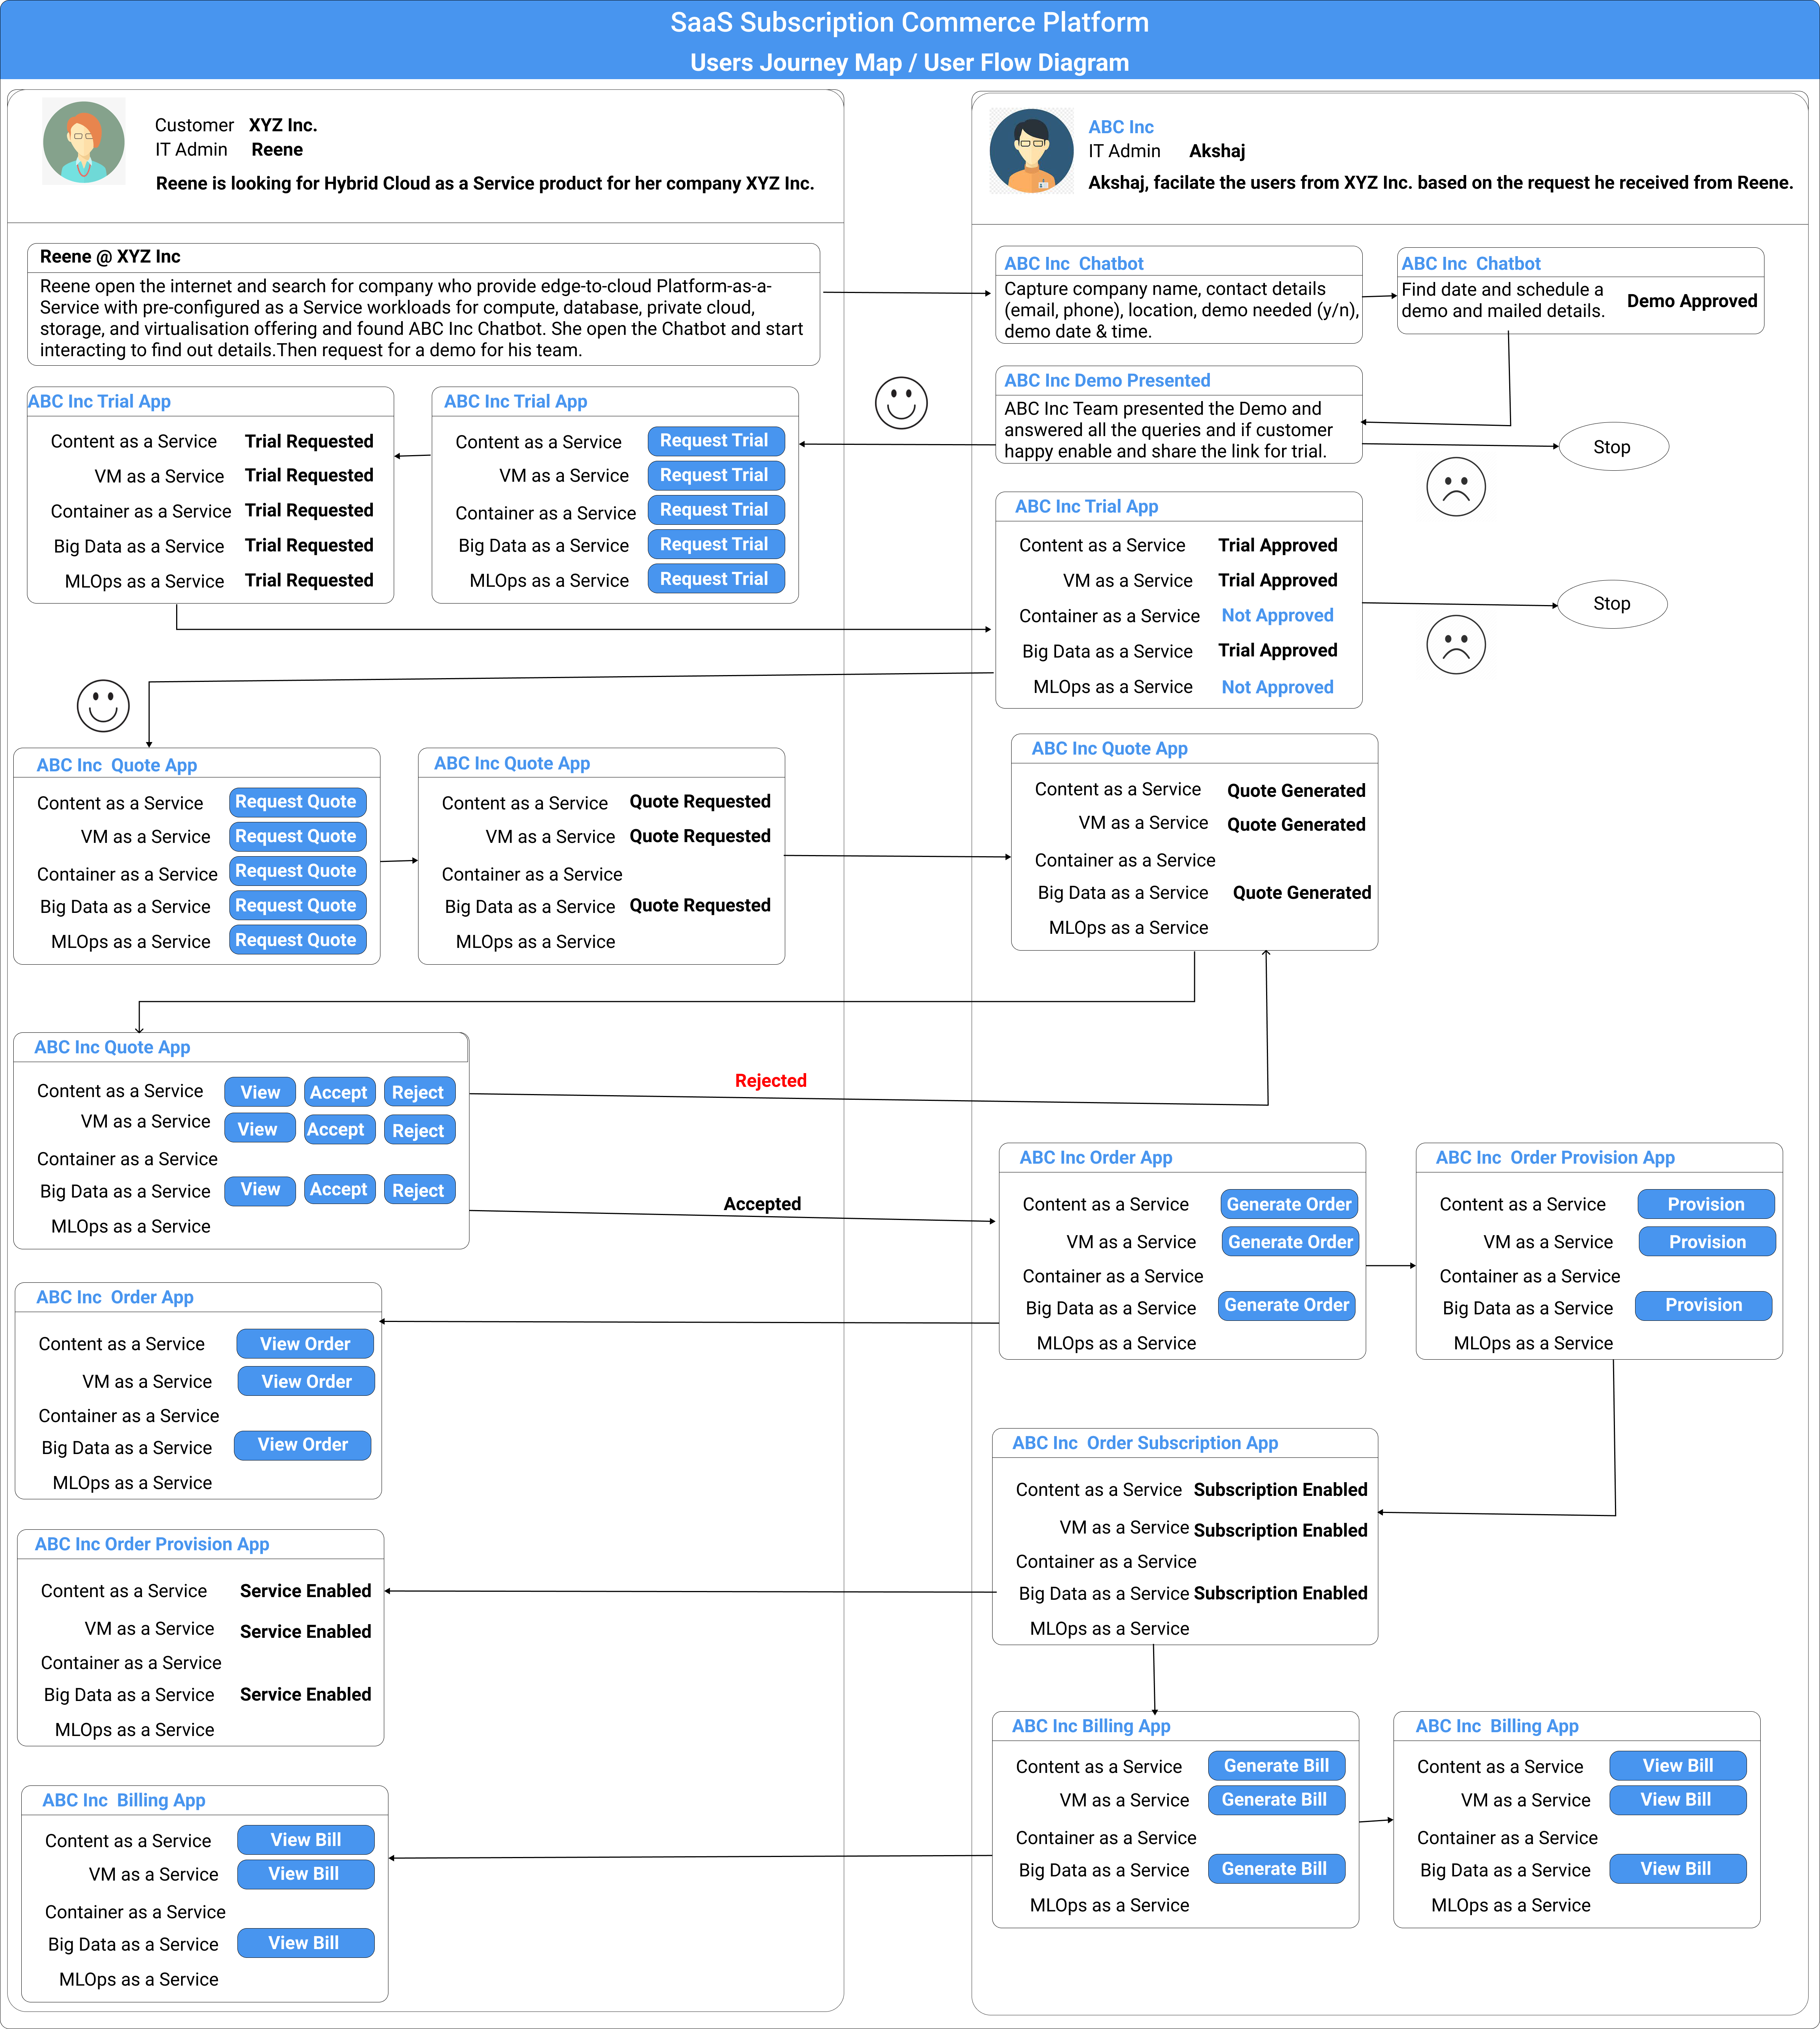 SaaS Subscription Commerce Platform
Users Journey Map / User Flow Diagram
Customer XYZ Inc.
IT Admin Reene
Reene is looking for Hybrid Cloud as a Service product for her company XYZ Inc.
ABC Inc
IT Admin Akshaj
Akshaj, facilate the users from XYZ Inc. based on the request he received from Reene.
Reene @ XYZ Inc
Reene open the internet and search for company who provide edge-to-cloud Platform-as-a-
Service with pre-configured as a Service workloads for compute, database, private cloud,
storage, and virtualisation offering and found ABC Inc Chatbot. She open the Chatbot and start
interacting to find out details.Then request for a demo for his team.
ABC Inc Chatbot
Capture company name, contact details
(email, phone), location, demo needed (y/n),
demo date & time.
ABC Inc Chatbot
Find date and schedule a
demo and mailed details.
Demo Approved
ABC Inc Trial App
Content as a Service Trial Requested
VM as a Service Trial Requested
Container as a Service Trial Requested
Big Data as a Service Trial Requested
MLOps as a Service Trial Requested
ABC Inc Trial App
Content as a Service Request Trial
VM as a Service Request Trial
Container as a Service Request Trial
Big Data as a Service Request Trial
MLOps as a Service Request Trial
ABC Inc Demo Presented
ABC Inc Team presented the Demo and
answered all the queries and if customer
happy enable and share the link for trial.
Stop
ABC Inc Trial App
Content as a Service Trial Approved
VM as a Service Trial Approved
Container as a Service Not Approved
Big Data as a Service Trial Approved
MLOps as a Service Not Approved
Stop
ABC Inc Quote App
Content as a Service Request Quote
VM as a Service Request Quote
Container as a Service Request Quote
Big Data as a Service Request Quote
MLOps as a Service Request Quote
ABC Inc Quote App
Content as a Service Quote Requested
VM as a Service Quote Requested
Container as a Service
Big Data as a Service Quote Requested
MLOps as a Service
ABC Inc Quote App
Content as a Service Quote Generated
VM as a Service Quote Generated
Container as a Service
Big Data as a Service Quote Generated
MLOps as a Service
ABC Inc Quote App
Content as a Service View Accept Reject
VM as a Service View Accept Reject
Container as a Service
Big Data as a Service View Accept Reject
MLOps as a Service
Rejected
Accepted
ABC Inc Order App
Content as a Service Generate Order
VM as a Service Generate Order
Container as a Service
Big Data as a Service Generate Order
MLOps as a Service
ABC Inc Order Provision App
Content as a Service Provision
VM as a Service Provision
Container as a Service
Big Data as a Service Provision
MLOps as a Service
ABC Inc Order App
Content as a Service View Order
VM as a Service View Order
Container as a Service
Big Data as a Service View Order
MLOps as a Service
ABC Inc Order Subscription App
Content as a Service Subscription Enabled
VM as a Service Subscription Enabled
Container as a Service
Big Data as a Service Subscription Enabled
MLOps as a Service
ABC Inc Order Provision App
Content as a Service Service Enabled
VM as a Service Service Enabled
Container as a Service
Big Data as a Service Service Enabled
MLOps as a Service
ABC Inc Billing App
Content as a Service Generate Bill
VM as a Service Generate Bill
Container as a Service
Big Data as a Service Generate Bill
MLOps as a Service
ABC Inc Billing App
Content as a Service View Bill
VM as a Service View Bill
Container as a Service
Big Data as a Service View Bill
MLOps as a Service
ABC Inc Billing App
Content as a Service View Bill
VM as a Service View Bill
Container as a Service
Big Data as a Service View Bill
MLOps as a Service